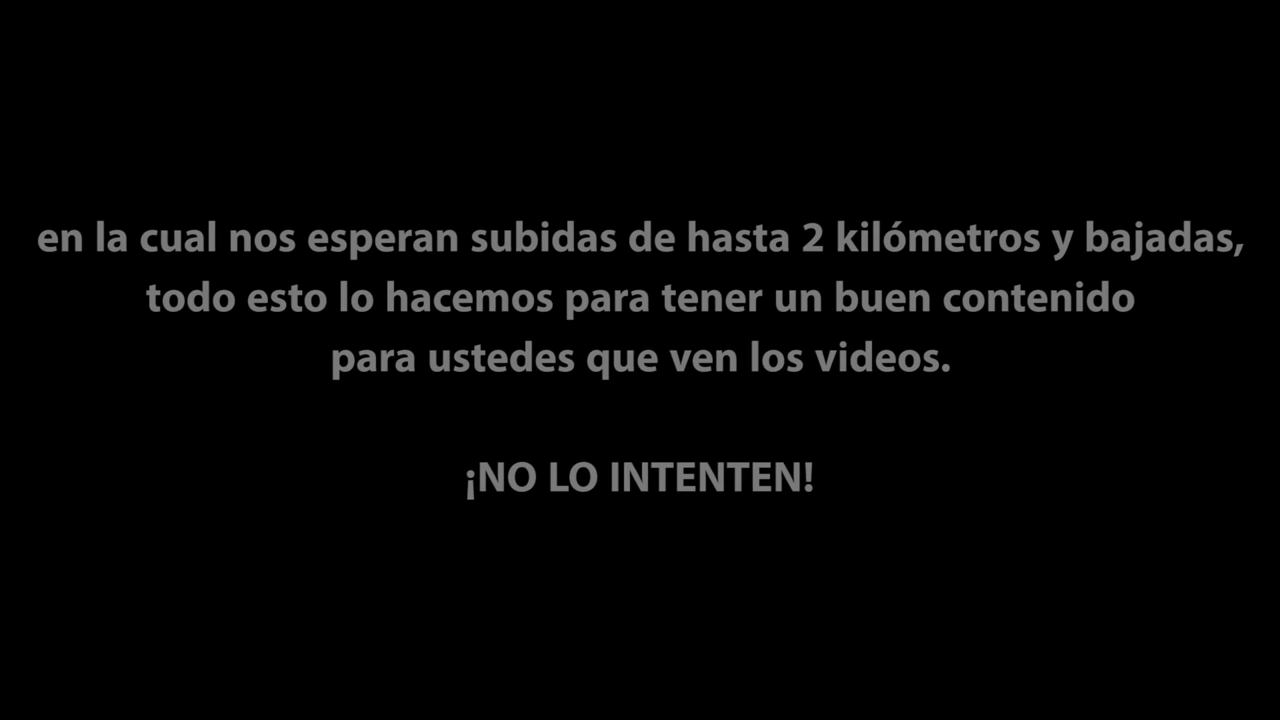 en la cual nos esperan subidas de hasta 2 kilómetros y bajadas,
todo esto lo hacemos para tener un buen contenido
para ustedes que ven los videos.
¡NO LO INTENTEN!